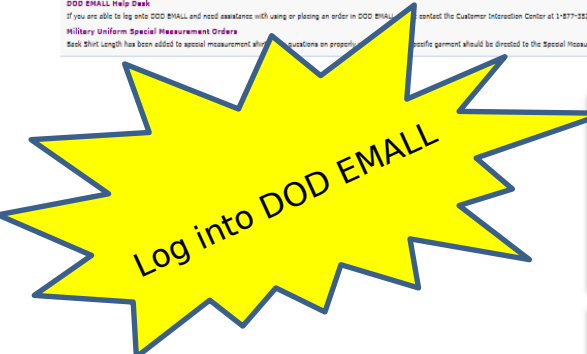 DOD EMALL Help Desk
If you are able to log onto DOD EMALL and need assistance with using or placing an order in DOD EMALL contact the Customer Interaction Center at 1-877-352
Military Uniform Special Measurement Orders
Back Shirt Length has been added to special measurement questions on properly specific garment should be directed to the Special
Log into DOD EMALL